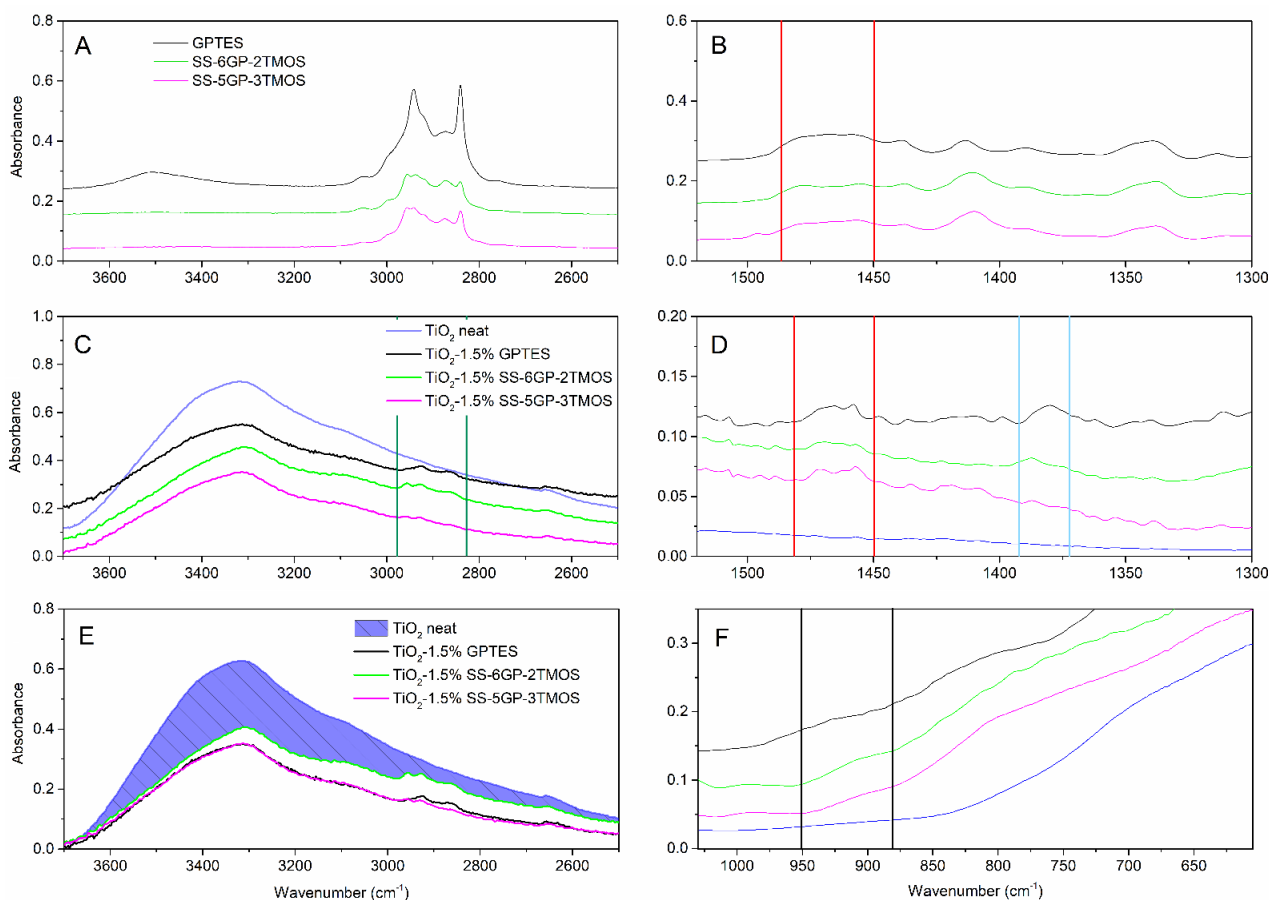 A
GPTES
SS-6GP-2TMOS
SS-5GP-3TMOS
Absorbance
0.8
0.6
0.4
0.2
0.0
3600 3400 3200 3000 2800 2600
B
Absorbance
0.6
0.4
0.2
0.0
1500 1450 1400 1350 1300
C
TiO2 neat
TiO2-1.5% GPTES
TiO2-1.5% SS-6GP-2TMOS
TiO2-1.5% SS-5GP-3TMOS
Absorbance
1.0
0.8
0.6
0.4
0.2
0.0
3600 3400 3200 3000 2800 2600
D
Absorbance
0.20
0.15
0.10
0.05
0.00
1500 1450 1400 1350 1300
E
TiO2 neat
TiO2-1.5% GPTES
TiO2-1.5% SS-6GP-2TMOS
TiO2-1.5% SS-5GP-3TMOS
Absorbance
0.8
0.6
0.4
0.2
0.0
3600 3400 3200 3000 2800 2600
Wavenumber (cm-1)
F
Absorbance
0.3
0.2
0.1
0.0
1000 950 900 850 800 750 700 650
Wavenumber (cm-1)